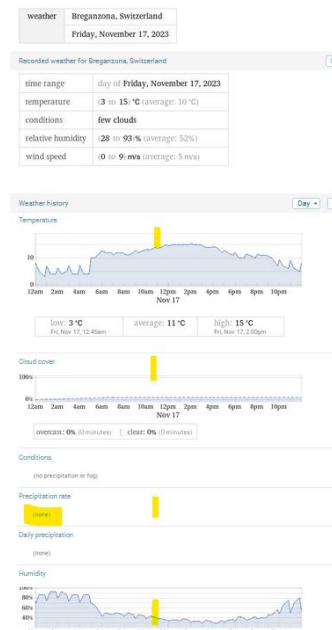 weather Breganzona, Switzerland
Friday, November 17, 2023
Recorded weather for Breganzona, Switzerland
time range day of Friday, November 17, 2023
temperature (3 to 15) °C (average: 10 °C)
conditions few clouds
relative humidity (28 to 93)% (average: 52%)
wind speed (0 to 9) m/s (average: 5 m/s)
Weather history Day
Temperature
10
0
12am 2am 4am 6am 8am 10am 12pm 2pm 4pm 6pm 8pm 10pm
Nov 17
low: 3 °C average: 11 °C high: 15 °C
Fri, Nov 17, 12:45am Fri, Nov 17, 2:00pm
Cloud cover
100%
0%
12am 2am 4am 6am 8am 10am 12pm 2pm 4pm 6pm 8pm 10pm
Nov 17
overcast: 0% (0 minutes) | clear: 0% (0 minutes)
Conditions
(no precipitation or fog)
Precipitation rate
(none)
Daily precipitation
(none)
Humidity
100%
80%
60%
40%